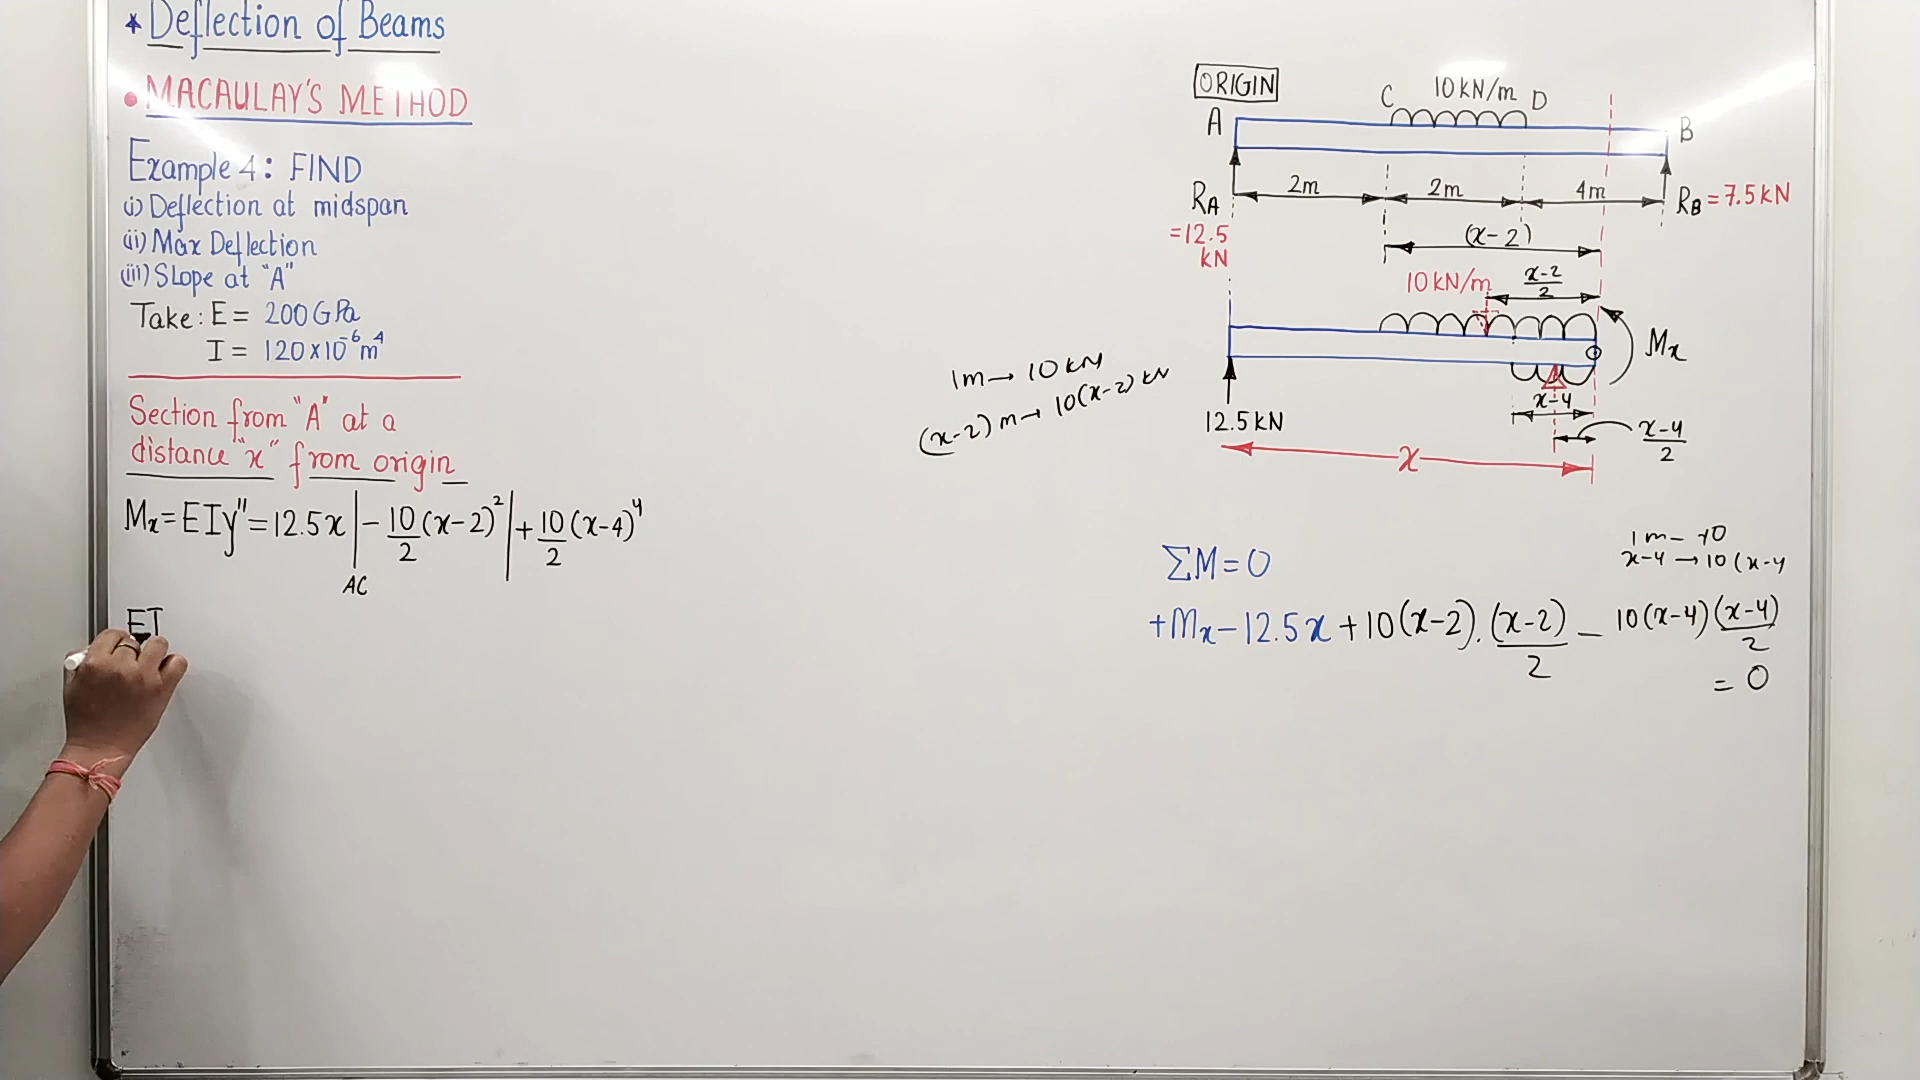 * Deflection of Beams
• MACAULAY'S METHOD
Example 4: FIND
i) Deflection at midspan
(ii) Max Deflection
(iii) Slope at "A"
Take: E = 200 GPa
I = 120×10⁻⁶ m⁴
Section from "A" at a
distance "x" from origin
Mx = EIy" = 12.5x | - 10/2 (x-2)² | + 10/2 (x-4)⁴
AC
EI
ORIGIN
C 10 kN/m D
A B
2m 2m 4m
RA = 12.5 kN
RB = 7.5 kN
(x-2)
10 kN/m
x-2/2
Mx
x-4
12.5 kN
x-4/2
x
1m → 10 kN
(x-2) m → 10(x-2) kN
1m → 10
x-4 → 10(x-4
ΣM = 0
+Mx - 12.5x + 10(x-2).(x-2)/2 - 10(x-4)(x-4)/2
= 0